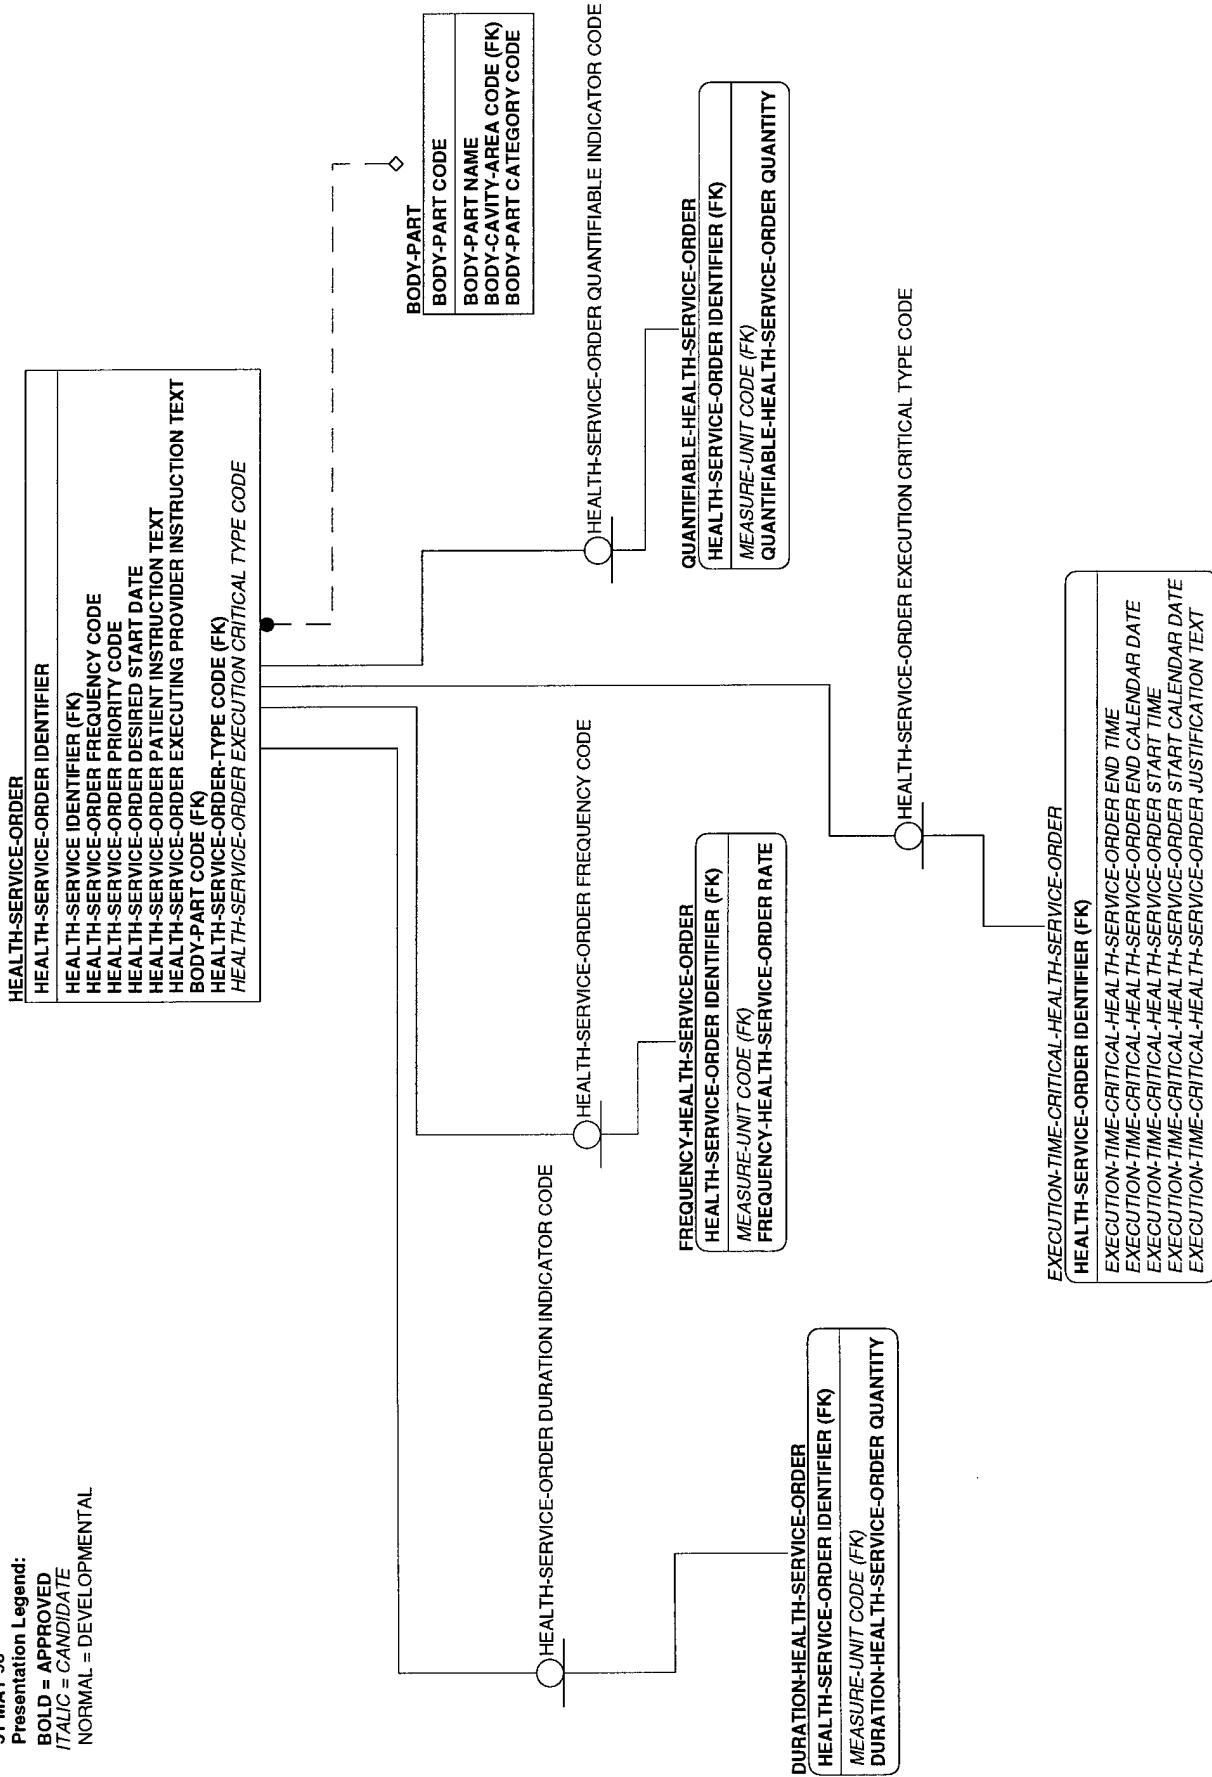 Presentation Legend:
BOLD = APPROVED
ITALIC = CANDIDATE
NORMAL = DEVELOPMENTAL
HEALTH-SERVICE-ORDER
HEALTH-SERVICE-ORDER IDENTIFIER
HEALTH-SERVICE IDENTIFIER (FK)
HEALTH-SERVICE-ORDER FREQUENCY CODE
HEALTH-SERVICE-ORDER PRIORITY CODE
HEALTH-SERVICE-ORDER DESIRED START DATE
HEALTH-SERVICE-ORDER PATIENT INSTRUCTION TEXT
HEALTH-SERVICE-ORDER EXECUTING PROVIDER INSTRUCTION TEXT
BODY-PART CODE (FK)
HEALTH-SERVICE-ORDER-TYPE CODE (FK)
HEALTH-SERVICE-ORDER EXECUTION CRITICAL TYPE CODE
BODY-PART
BODY-PART CODE
BODY-PART NAME
BODY-CAVITY-AREA CODE (FK)
BODY-PART CATEGORY CODE
HEALTH-SERVICE-ORDER DURATION INDICATOR CODE
HEALTH-SERVICE-ORDER FREQUENCY CODE
HEALTH-SERVICE-ORDER QUANTIFIABLE INDICATOR CODE
FREQUENCY-HEALTH-SERVICE-ORDER
HEALTH-SERVICE-ORDER IDENTIFIER (FK)
MEASURE-UNIT CODE (FK)
FREQUENCY-HEALTH-SERVICE-ORDER RATE
QUANTIFIABLE-HEALTH-SERVICE-ORDER
HEALTH-SERVICE-ORDER IDENTIFIER (FK)
MEASURE-UNIT CODE (FK)
QUANTIFIABLE-HEALTH-SERVICE-ORDER QUANTITY
DURATION-HEALTH-SERVICE-ORDER
HEALTH-SERVICE-ORDER IDENTIFIER (FK)
MEASURE-UNIT CODE (FK)
DURATION-HEALTH-SERVICE-ORDER QUANTITY
HEALTH-SERVICE-ORDER EXECUTION CRITICAL TYPE CODE
EXECUTION-TIME-CRITICAL-HEALTH-SERVICE-ORDER
HEALTH-SERVICE-ORDER IDENTIFIER (FK)
EXECUTION-TIME-CRITICAL-HEALTH-SERVICE-ORDER END TIME
EXECUTION-TIME-CRITICAL-HEALTH-SERVICE-ORDER END CALENDAR DATE
EXECUTION-TIME-CRITICAL-HEALTH-SERVICE-ORDER START TIME
EXECUTION-TIME-CRITICAL-HEALTH-SERVICE-ORDER START CALENDAR DATE
EXECUTION-TIME-CRITICAL-HEALTH-SERVICE-ORDER JUSTIFICATION TEXT